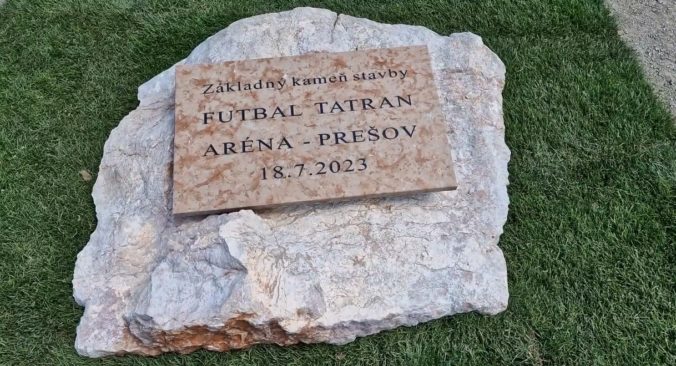 Základný kameň stavby
FUTBAL TATRAN
ARÉNA - PREŠOV
18.7.2023